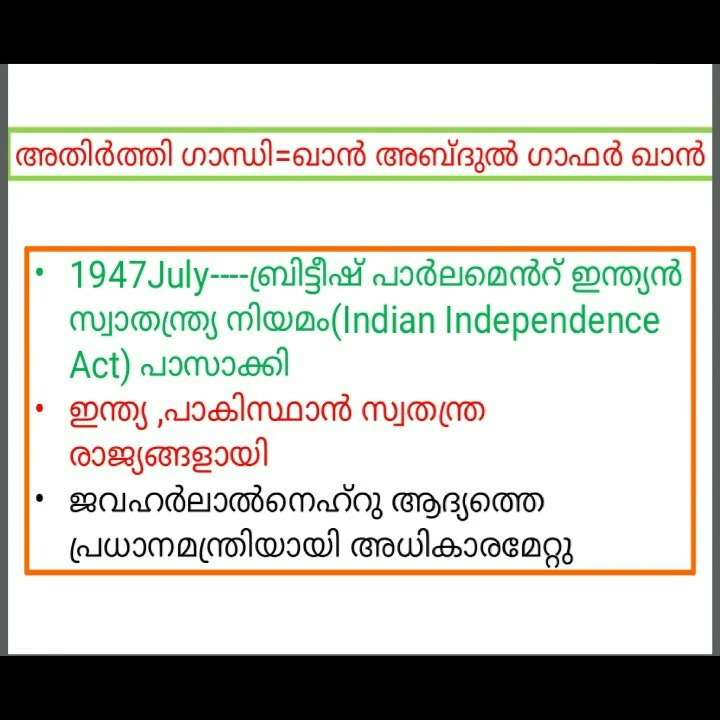 അതിർത്തി ഗാന്ധി=ഖാൻ അബ്ദുൽ ഗാഫർ ഖാൻ
• 1947July----ബ്രിട്ടീഷ് പാർലമെൻറ് ഇന്ത്യൻ
സ്വാതന്ത്ര്യ നിയമം(Indian Independence
Act) പാസാക്കി
• ഇന്ത്യ ,പാകിസ്ഥാൻ സ്വതന്ത്ര
രാജ്യങ്ങളായി
• ജവഹർലാൽനെഹ്റു ആദ്യത്തെ
പ്രധാനമന്ത്രിയായി അധികാരമേറ്റു